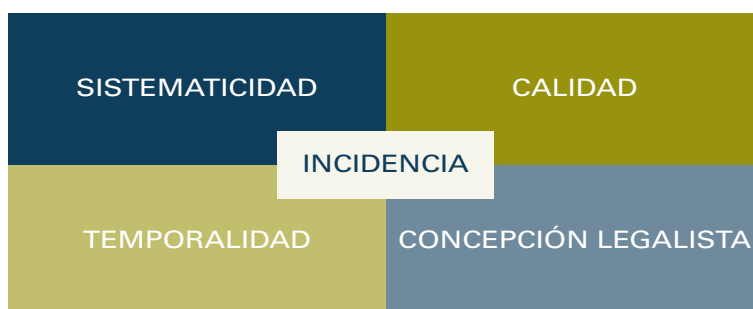 SISTEMATICIDAD
CALIDAD
INCIDENCIA
TEMPORALIDAD
CONCEPCIÓN LEGALISTA